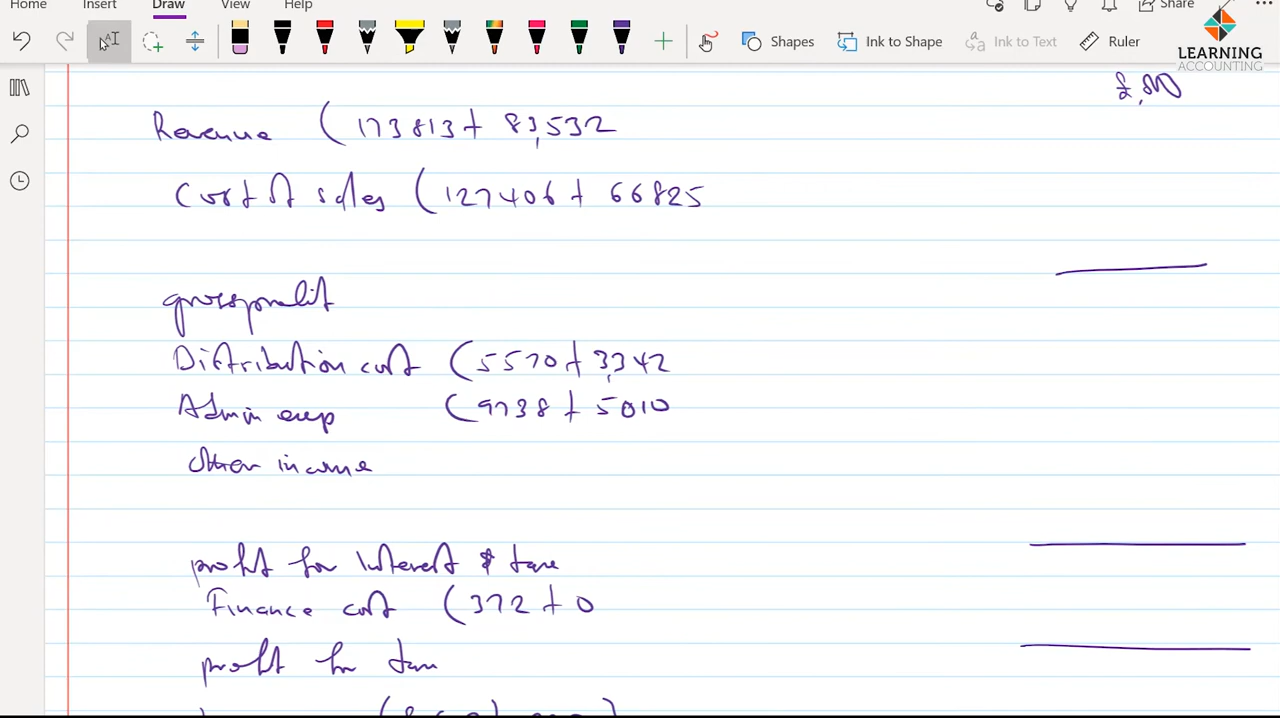 Home Insert Draw View Help Share
Shapes Ink to Shape Ink to Text Ruler
LEARNING
ACCOUNTING
Revenue (173813+ 83,532
Cost of sales (127406+ 66825
gross profit
Distribution cost (5570+3,342
Admin exp (9738+5010
other income
profit for Interest & tax
Finance cost (372+0
profit for tax